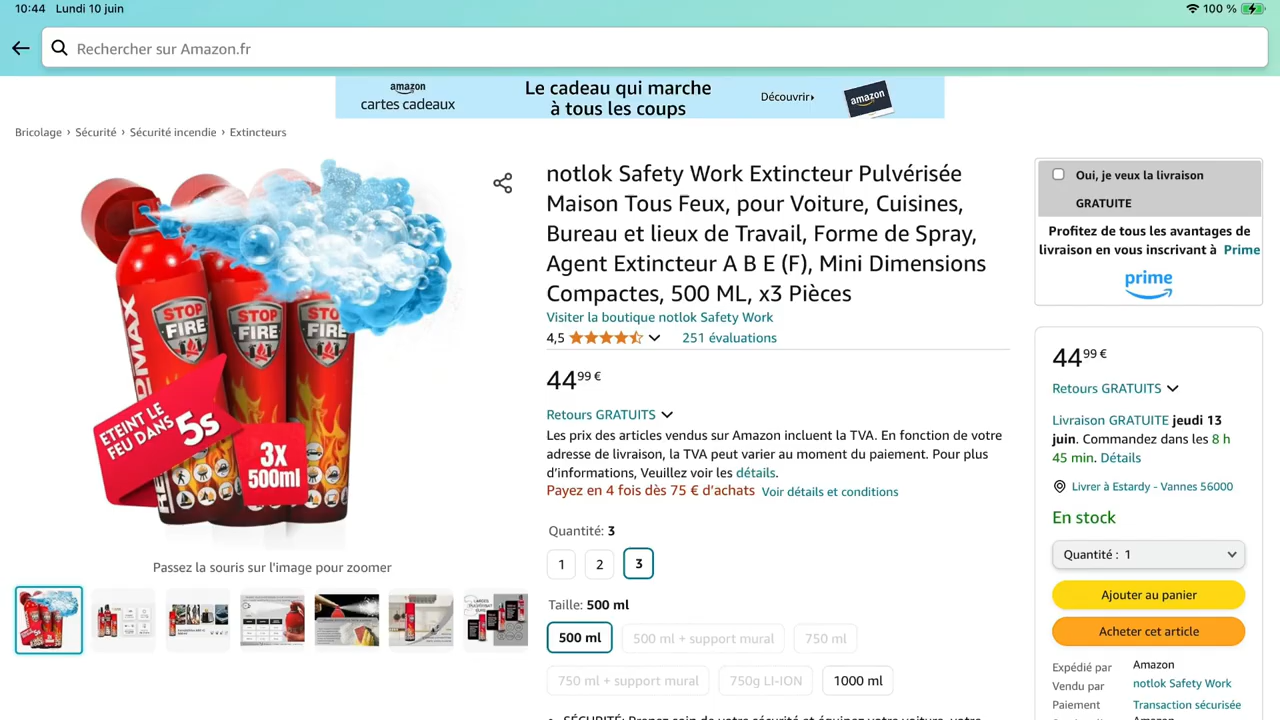 10:44 Lundi 10 juin
100 %
Rechercher sur Amazon.fr
amazon
cartes cadeaux
Le cadeau qui marche
à tous les coups
Découvrir
amazon
Bricolage › Sécurité › Sécurité incendie › Extincteurs
STOP
FIRE
STOP
FIRE
ETEINT LE
FEU DANS 5s
3x
500ml
Passez la souris sur l'image pour zoomer
notlok Safety Work Extincteur Pulvérisée
Maison Tous Feux, pour Voiture, Cuisines,
Bureau et lieux de Travail, Forme de Spray,
Agent Extincteur A B E (F), Mini Dimensions
Compactes, 500 ML, x3 Pièces
Visiter la boutique notlok Safety Work
4,5
251 évaluations
4499 €
Retours GRATUITS
Les prix des articles vendus sur Amazon incluent la TVA. En fonction de votre
adresse de livraison, la TVA peut varier au moment du paiement. Pour plus
d'informations, Veuillez voir les détails.
Payez en 4 fois dès 75 € d'achats Voir détails et conditions
Quantité: 3
1 2 3
Taille: 500 ml
500 ml 500 ml + support mural 750 ml
750 ml + support mural 750g LI-ION 1000 ml
Oui, je veux la livraison
GRATUITE
Profitez de tous les avantages de
livraison en vous inscrivant à Prime
prime
4499 €
Retours GRATUITS
Livraison GRATUITE jeudi 13
juin. Commandez dans les 8 h
45 min. Détails
Livrer à Estardy - Vannes 56000
En stock
Quantité : 1
Ajouter au panier
Acheter cet article
Expédié par Amazon
Vendu par notlok Safety Work
Paiement Transaction sécurisée